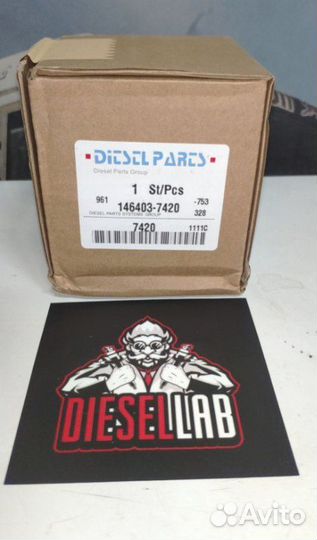 DIESEL PARTS
Diesel Parts Group
1 St/Pcs
961 146403-7420 -753
DIESEL PARTS SYSTEMS GROUP 328
7420 1111C
DIESELLAB
Avito